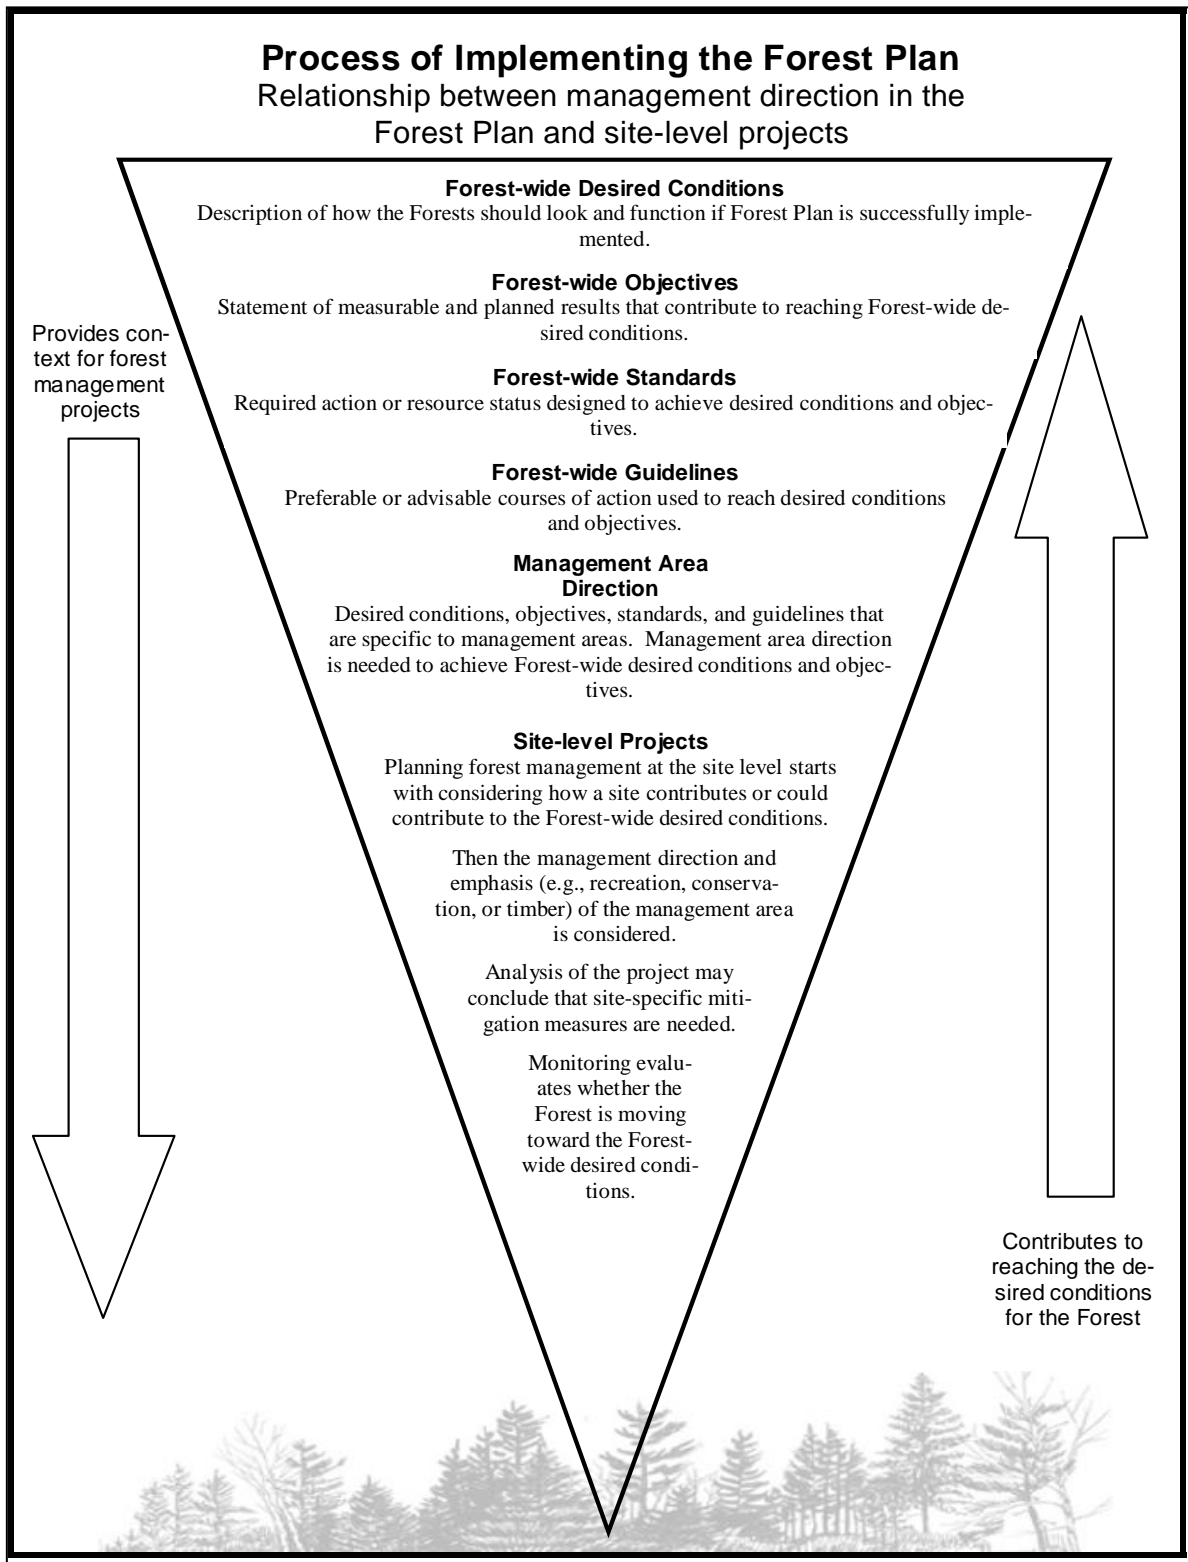 Process of Implementing the Forest Plan
Relationship between management direction in the
Forest Plan and site-level projects
Forest-wide Desired Conditions
Description of how the Forests should look and function if Forest Plan is successfully imple-
mented.
Forest-wide Objectives
Statement of measurable and planned results that contribute to reaching Forest-wide de-
sired conditions.
Forest-wide Standards
Required action or resource status designed to achieve desired conditions and objec-
tives.
Forest-wide Guidelines
Preferable or advisable courses of action used to reach desired conditions
and objectives.
Management Area
Direction
Desired conditions, objectives, standards, and guidelines that
are specific to management areas.  Management area direction
is needed to achieve Forest-wide desired conditions and objec-
tives.
Site-level Projects
Planning forest management at the site level starts
with considering how a site contributes or could
contribute to the Forest-wide desired conditions.
Then the management direction and
emphasis (e.g., recreation, conserva-
tion, or timber) of the management area
is considered.
Analysis of the project may
conclude that site-specific miti-
gation measures are needed.
Monitoring evalu-
ates whether the
Forest is moving
toward the Forest-
wide desired condi-
tions.
Provides con-
text for forest
management
projects
Contributes to
reaching the de-
sired conditions
for the Forest